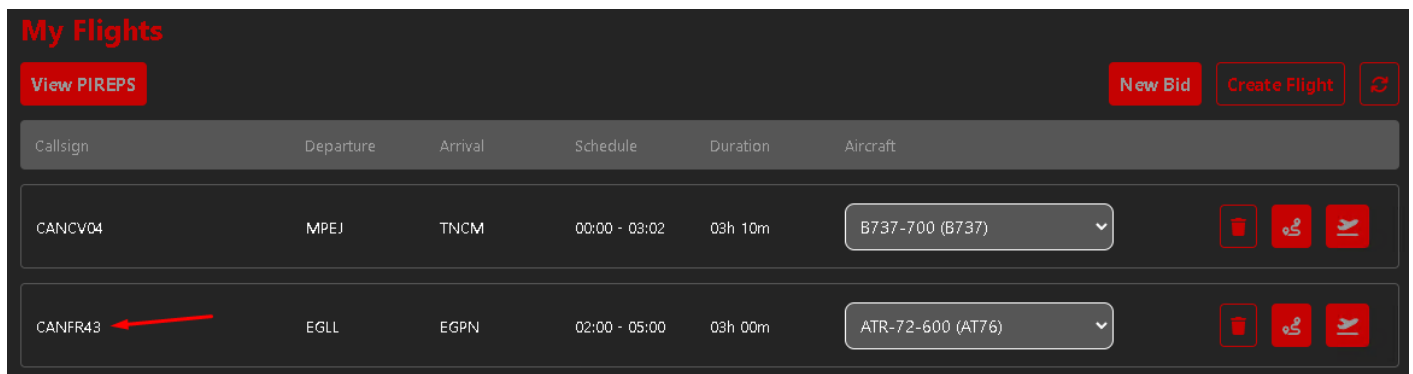 My Flights
View PIREPS New Bid Create Flight
Callsign Departure Arrival Schedule Duration Aircraft
CANCV04 MPEJ TNCM 00:00 - 03:02 03h 10m B737-700 (B737)
CANFR43 EGLL EGPN 02:00 - 05:00 03h 00m ATR-72-600 (AT76)